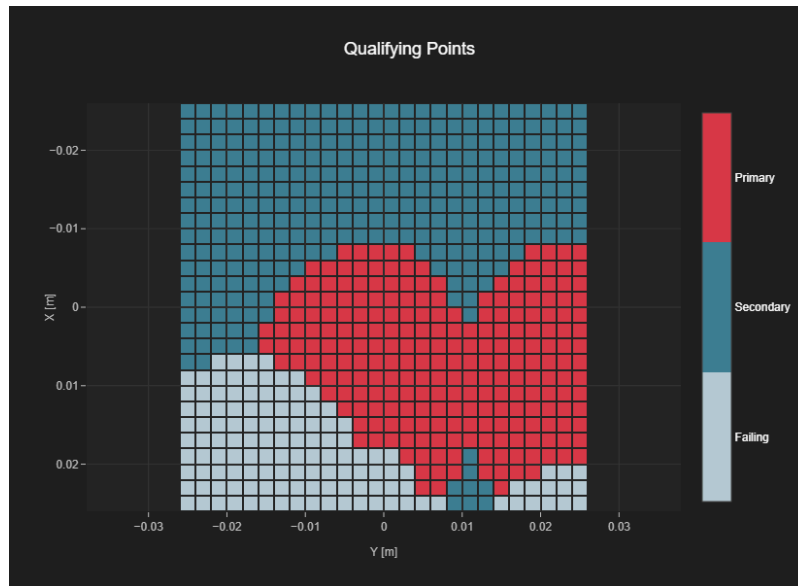 Qualifying Points
−0.02
−0.01
0
0.01
0.02
X [m]
−0.03
−0.02
−0.01
0
0.01
0.02
0.03
Y [m]
Primary
Secondary
Failing